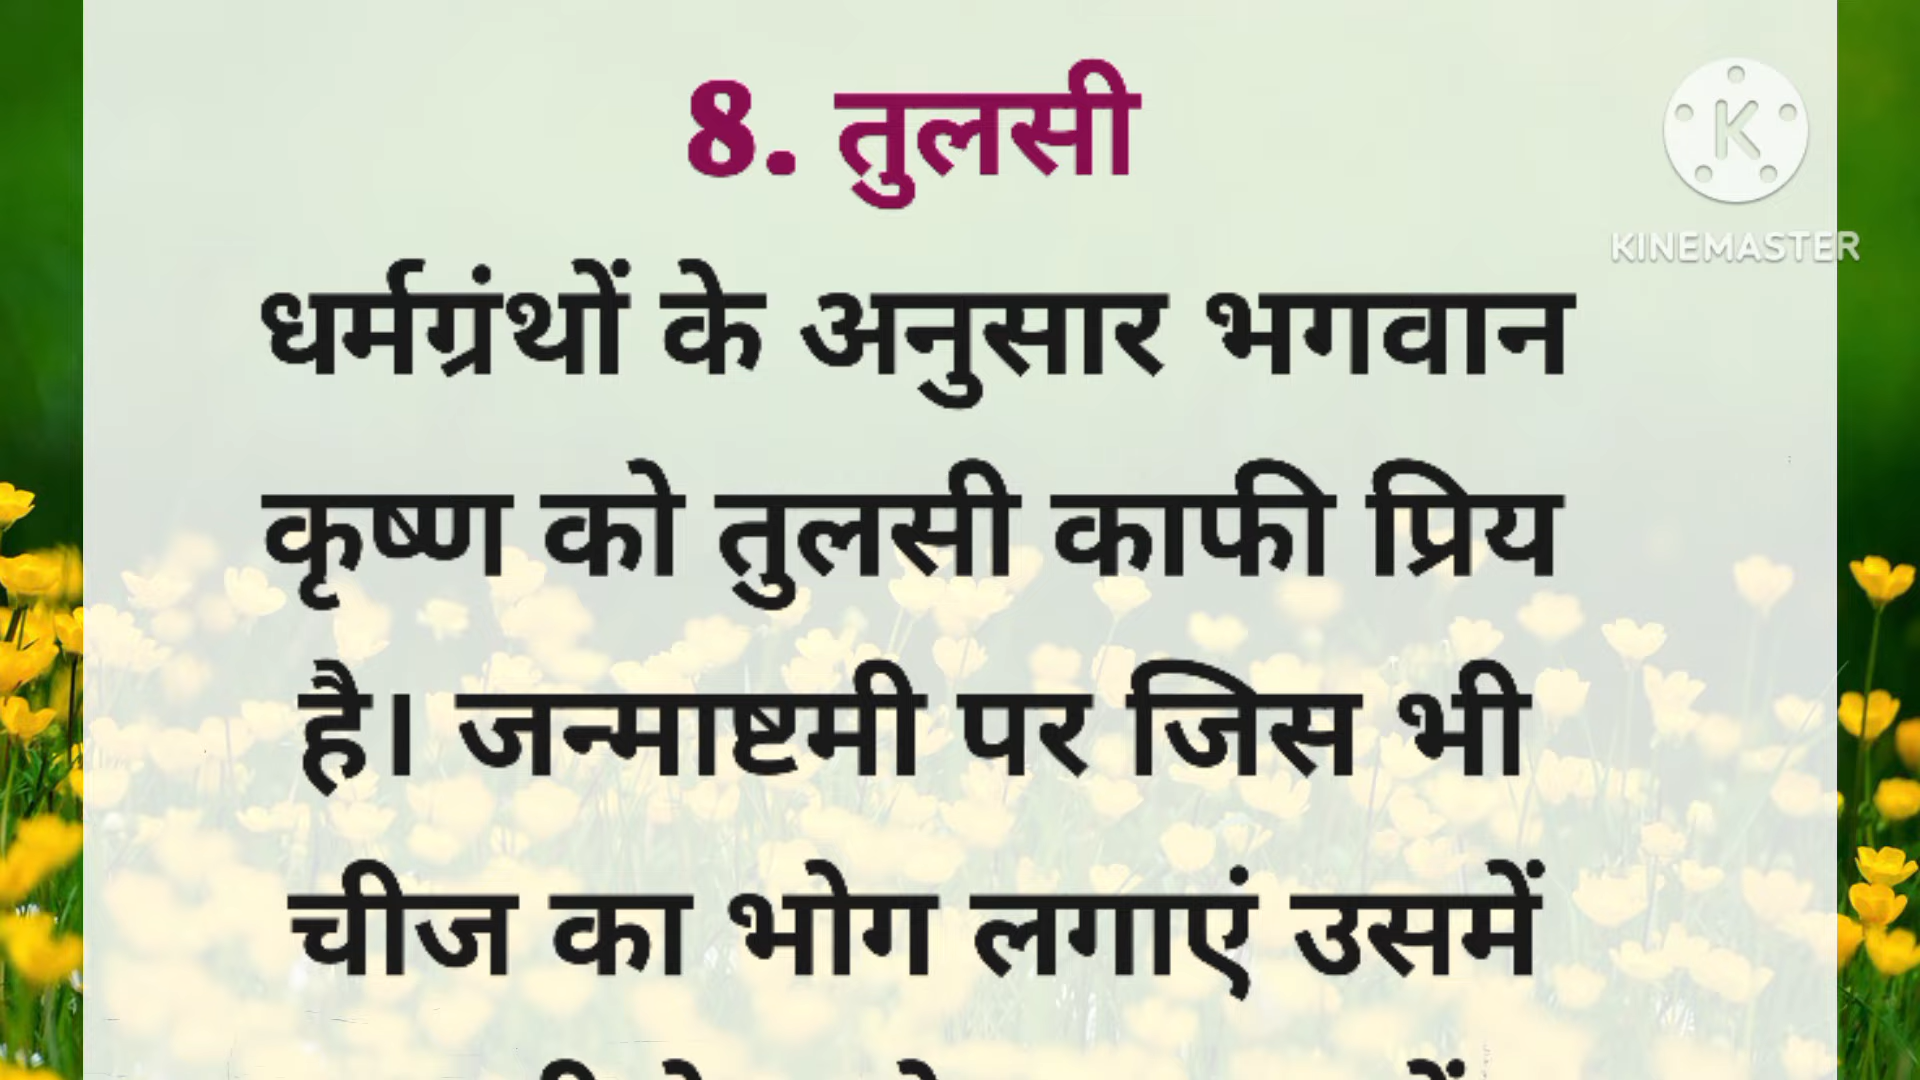 8. तुलसी
KINEMASTER
धर्मग्रंथों के अनुसार भगवान
कृष्ण को तुलसी काफी प्रिय
है। जन्माष्टमी पर जिस भी
चीज का भोग लगाएं उसमें